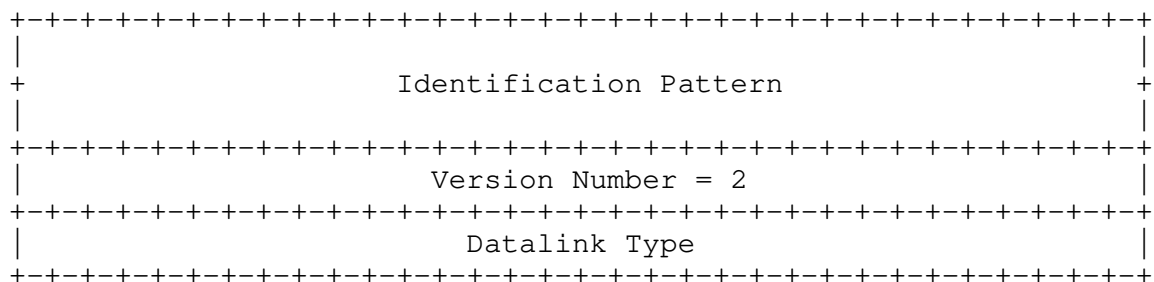 +-+-+-+-+-+-+-+-+-+-+-+-+-+-+-+-+-+-+-+-+-+-+-+-+-+-+-+-+-+-+-+-+
|                                                               |
+                     Identification Pattern                    +
|                                                               |
+-+-+-+-+-+-+-+-+-+-+-+-+-+-+-+-+-+-+-+-+-+-+-+-+-+-+-+-+-+-+-+-+
|                       Version Number = 2                      |
+-+-+-+-+-+-+-+-+-+-+-+-+-+-+-+-+-+-+-+-+-+-+-+-+-+-+-+-+-+-+-+-+
|                         Datalink Type                         |
+-+-+-+-+-+-+-+-+-+-+-+-+-+-+-+-+-+-+-+-+-+-+-+-+-+-+-+-+-+-+-+-+